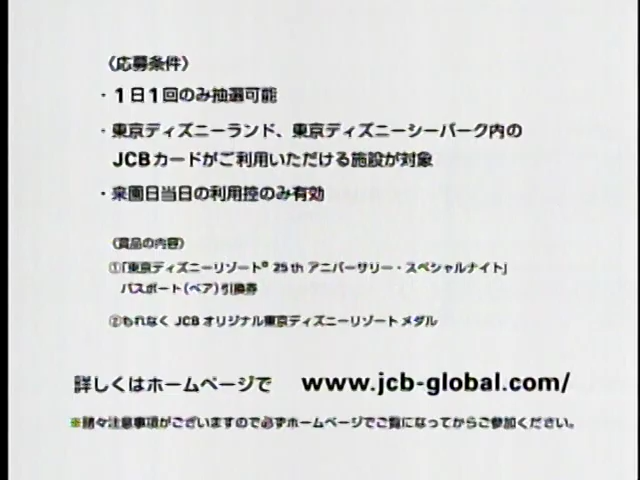 〈応募条件〉
・1日1回のみ抽選可能
・東京ディズニーランド、東京ディズニーシーパーク内の
JCBカードがご利用いただける施設が対象
・来園日当日の利用控のみ有効
〈賞品の内容〉
①「東京ディズニーリゾート® 25th アニバーサリー・スペシャルナイト」
パスポート(ペア)引換券
②もれなく JCB オリジナル東京ディズニーリゾートメダル
詳しくはホームページで www.jcb-global.com/
※諸々注意事項がございますので必ずホームページでご覧になってからご参加ください。